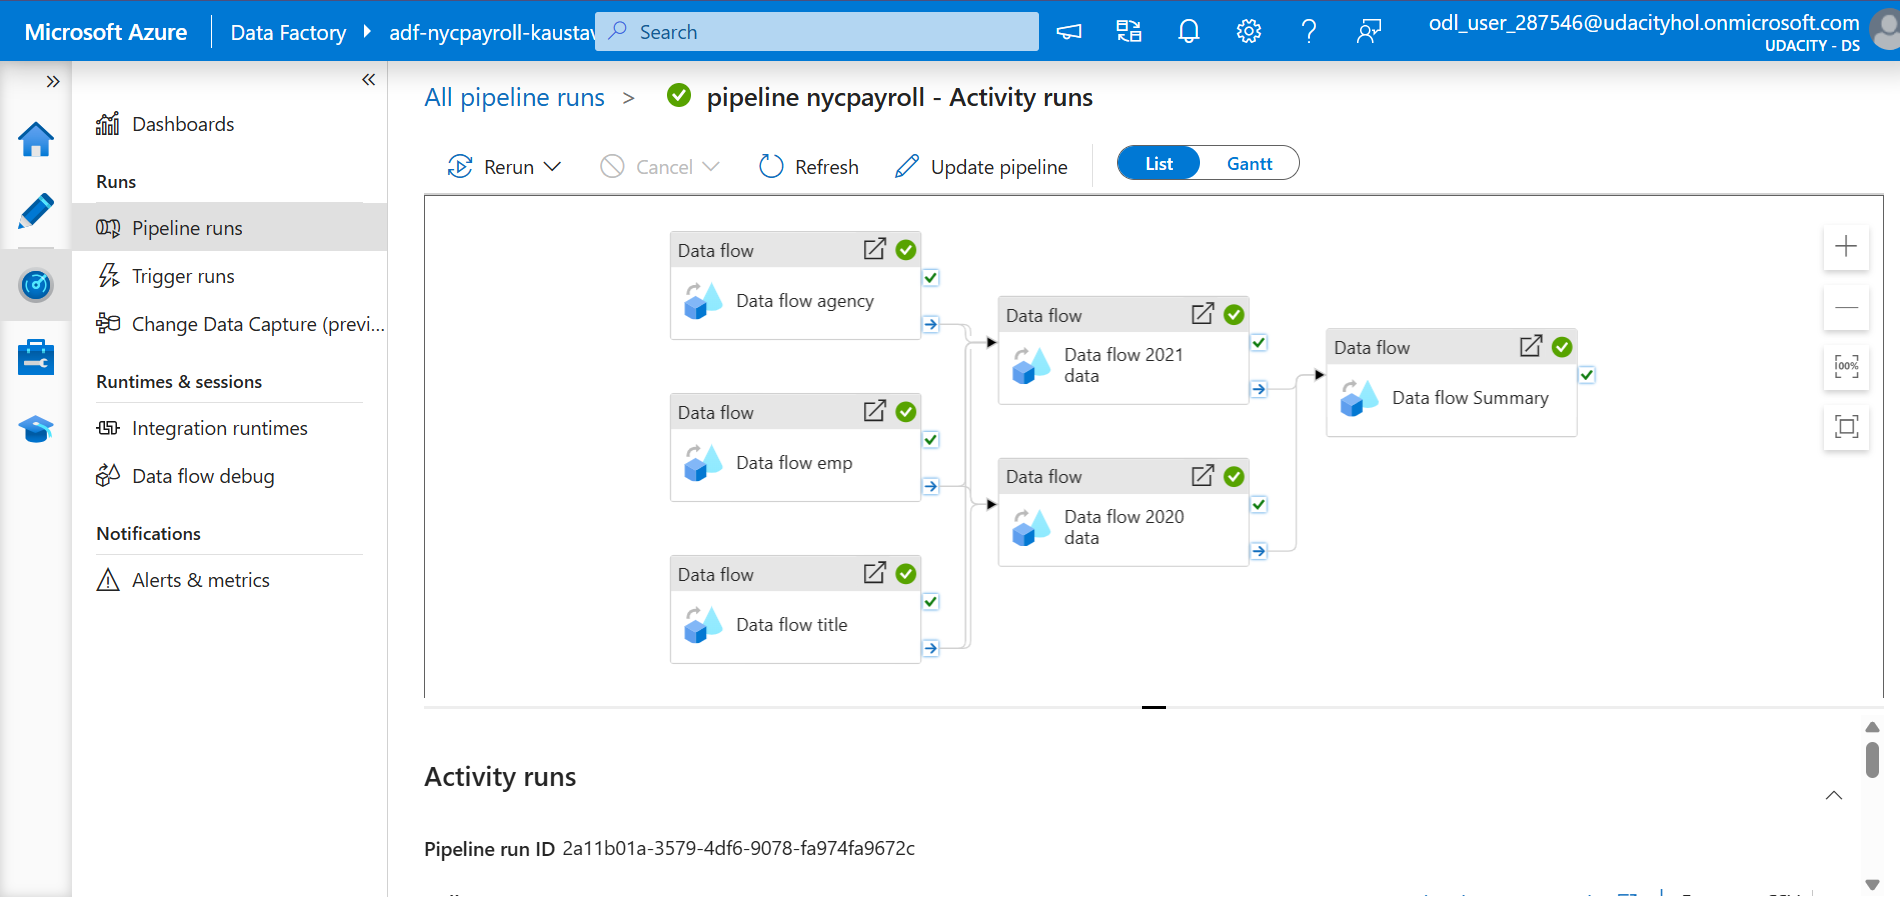 Microsoft Azure
Data Factory
adf-nycpayroll-kaustav
Search
odl_user_287546@udacityhol.onmicrosoft.com
UDACITY - DS
Dashboards
Runs
Pipeline runs
Trigger runs
Change Data Capture (previ...
Runtimes & sessions
Integration runtimes
Data flow debug
Notifications
Alerts & metrics
All pipeline runs > pipeline nycpayroll - Activity runs
Rerun
Cancel
Refresh
Update pipeline
List
Gantt
Data flow
Data flow agency
Data flow
Data flow emp
Data flow
Data flow title
Data flow
Data flow 2021
data
Data flow
Data flow 2020
data
Data flow
Data flow Summary
100%
Activity runs
Pipeline run ID 2a11b01a-3579-4df6-9078-fa974fa9672c